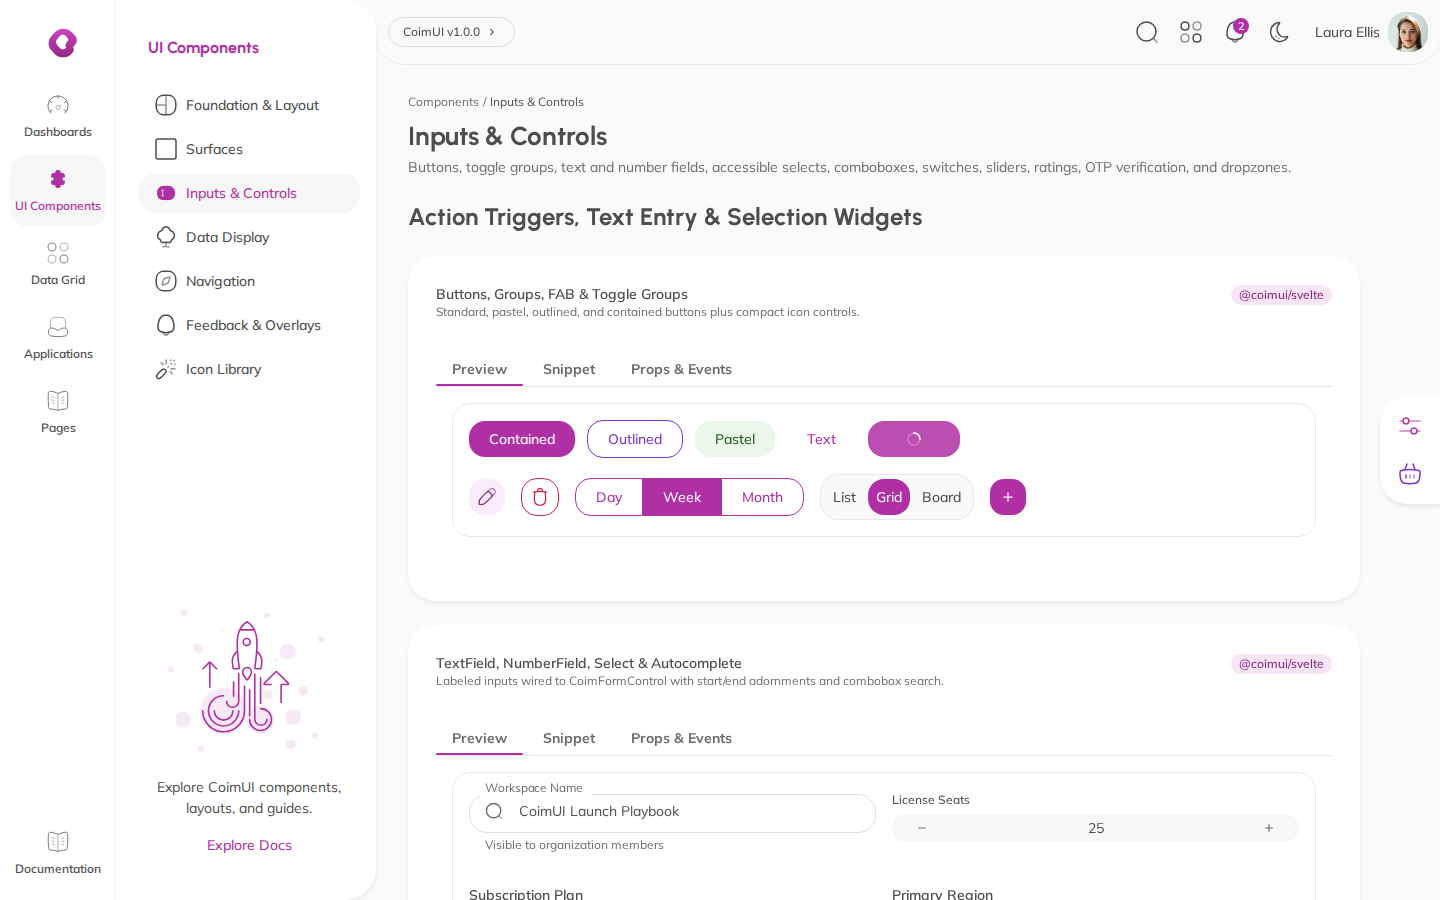 Dashboards
UI Components
Data Grid
Applications
Pages
Documentation
UI Components
Foundation & Layout
Surfaces
Inputs & Controls
Data Display
Navigation
Feedback & Overlays
Icon Library
Explore CoimUI components,
layouts, and guides.
Explore Docs
CoimUI v1.0.0
2
Laura Ellis
Components / Inputs & Controls
Inputs & Controls
Buttons, toggle groups, text and number fields, accessible selects, comboboxes, switches, sliders, ratings, OTP verification, and dropzones.
Action Triggers, Text Entry & Selection Widgets
Buttons, Groups, FAB & Toggle Groups
@coimui/svelte
Standard, pastel, outlined, and contained buttons plus compact icon controls.
Preview Snippet Props & Events
Contained Outlined Pastel Text
Day Week Month List Grid Board +
TextField, NumberField, Select & Autocomplete
@coimui/svelte
Labeled inputs wired to CoimFormControl with start/end adornments and combobox search.
Preview Snippet Props & Events
Workspace Name
CoimUI Launch Playbook
Visible to organization members
License Seats
− 25 +
Subscription Plan
Primary Region